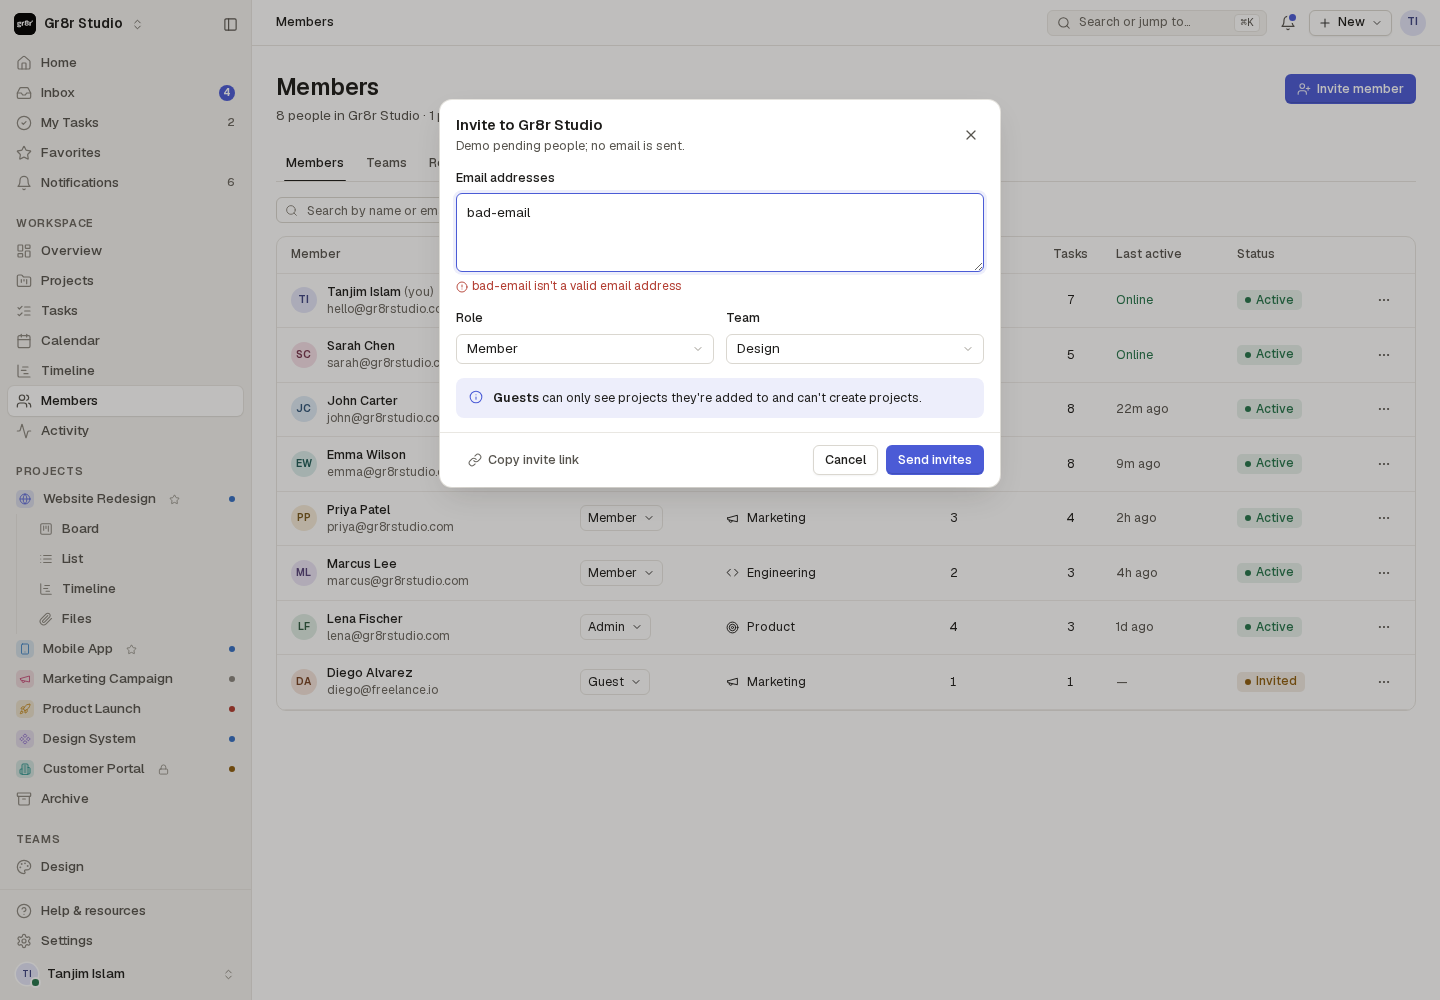 gr8r
Gr8r Studio
Home
Inbox
4
My Tasks
2
Favorites
Notifications
6
WORKSPACE
Overview
Projects
Tasks
Calendar
Timeline
Members
Activity
PROJECTS
Website Redesign
Board
List
Timeline
Files
Mobile App
Marketing Campaign
Product Launch
Design System
Customer Portal
Archive
TEAMS
Design
Help & resources
Settings
TI
Tanjim Islam
Members
Search or jump to...
⌘K
New
TI
Members
8 people in Gr8r Studio · 1
Invite member
Members
Teams
Search by name or em
Member
Tasks
Last active
Status
TI
Tanjim Islam (you)
hello@gr8rstudio.co
7
Online
Active
SC
Sarah Chen
sarah@gr8rstudio.co
5
Online
Active
JC
John Carter
john@gr8rstudio.co
8
22m ago
Active
EW
Emma Wilson
emma@gr8rstudio.
8
9m ago
Active
PP
Priya Patel
priya@gr8rstudio.com
Member
Marketing
3
4
2h ago
Active
ML
Marcus Lee
marcus@gr8rstudio.com
Member
Engineering
2
3
4h ago
Active
LF
Lena Fischer
lena@gr8rstudio.com
Admin
Product
4
3
1d ago
Active
DA
Diego Alvarez
diego@freelance.io
Guest
Marketing
1
1
—
Invited
Invite to Gr8r Studio
Demo pending people; no email is sent.
Email addresses
bad-email
bad-email isn't a valid email address
Role
Team
Member
Design
Guests can only see projects they're added to and can't create projects.
Copy invite link
Cancel
Send invites